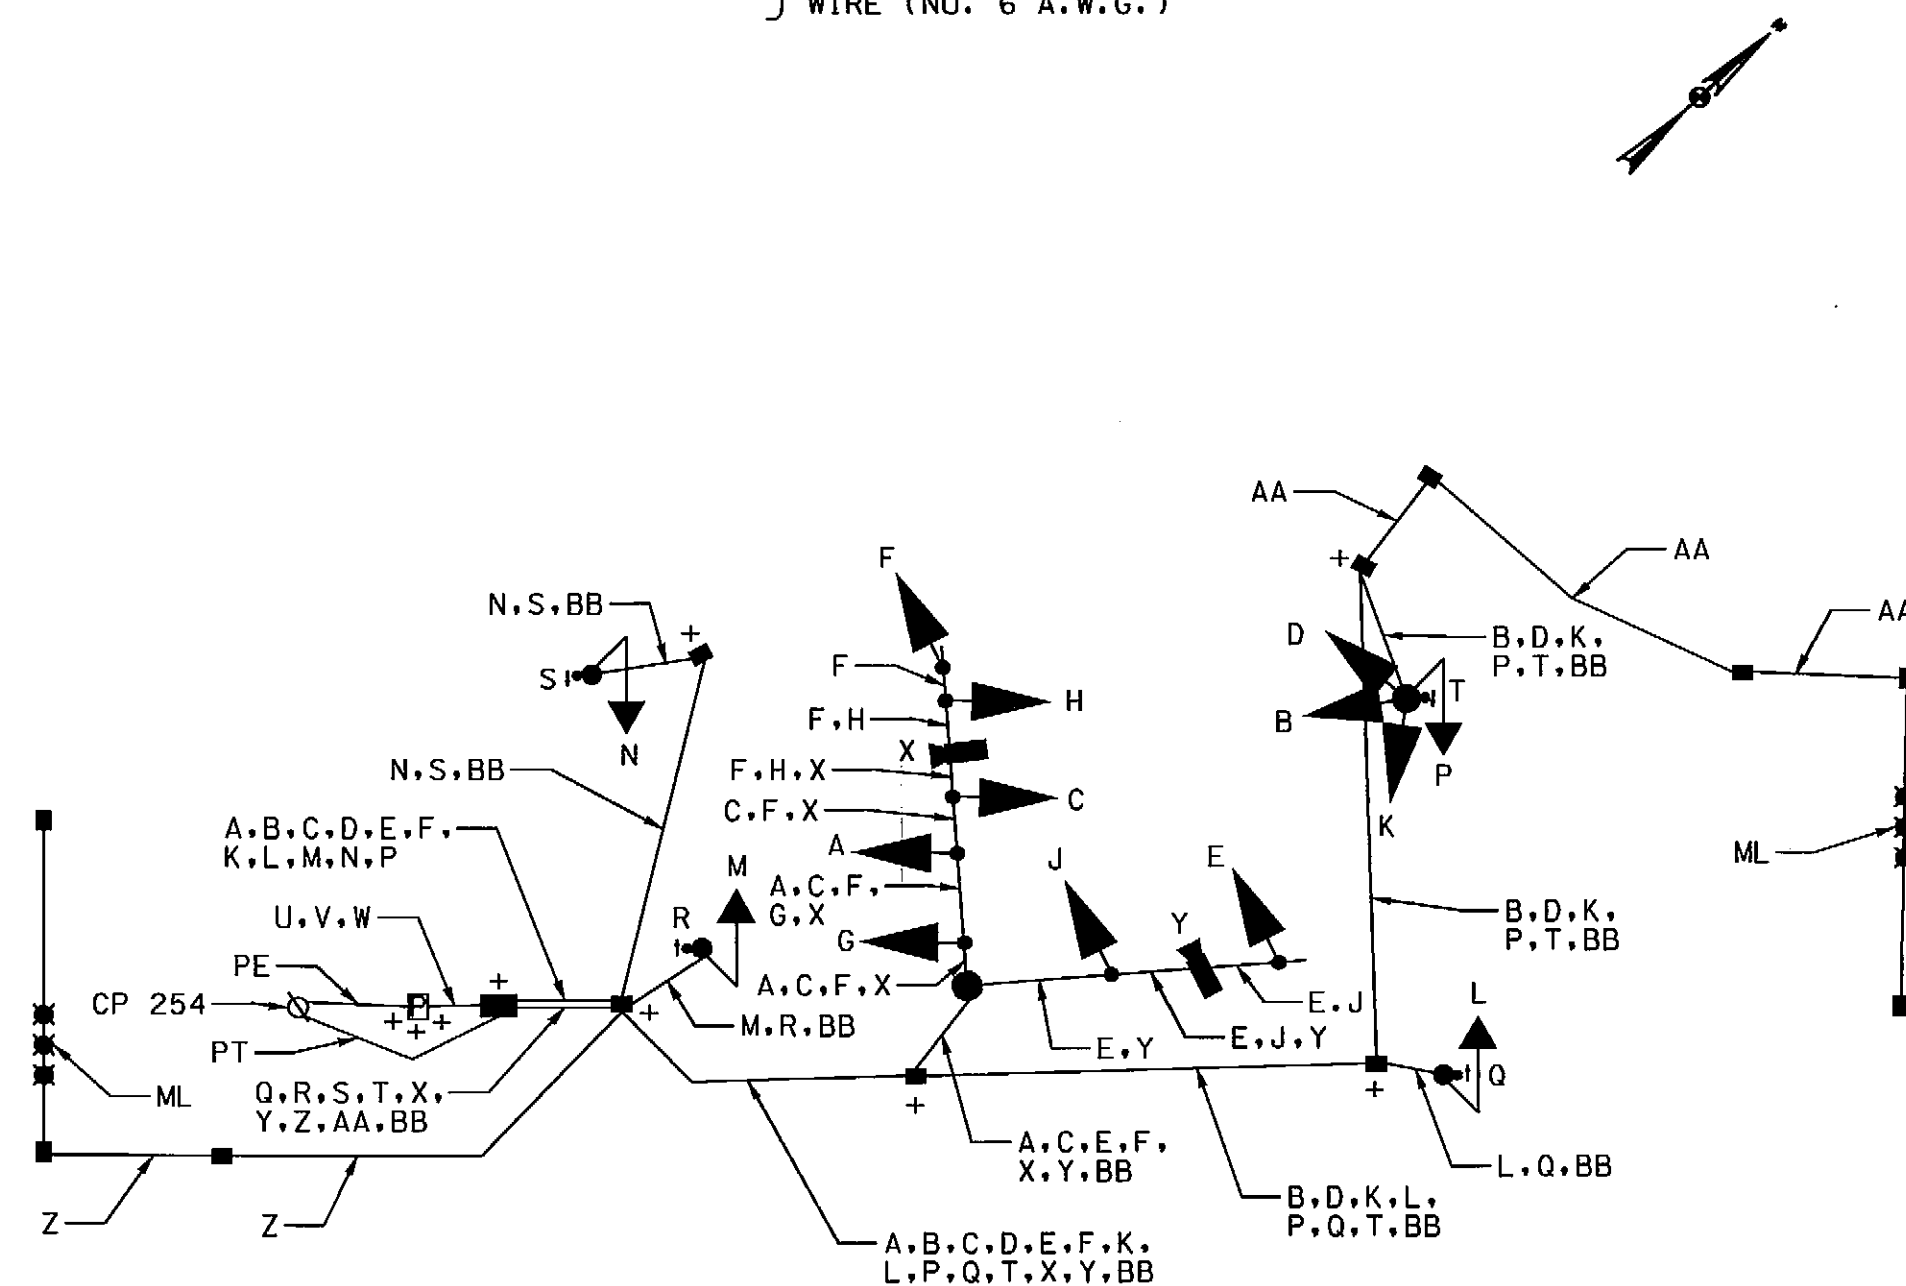 WIRE (NO. 6 A.W.G.)
AA
AA
AA
F
N,S,BB
S
N
F
H
F,H
X
D
B,D,K,
P,T,BB
T
B
P
N,S,BB
F,H,X
C,F,X
C
K
A,B,C,D,E,F,
K,L,M,N,P
A
M
A,C,F,
G,X
J
E
ML
U,V,W
R
G
Y
B,D,K,
P,T,BB
PE
CP 254
P
A,C,F,X
E,J
L
M,R,BB
PT
E,Y
E,J,Y
Q
ML
Q,R,S,T,X,
Y,Z,AA,BB
A,C,E,F,
X,Y,BB
L,Q,BB
Z
Z
B,D,K,L,
P,Q,T,BB
A,B,C,D,E,F,K,
L,P,Q,T,X,Y,BB